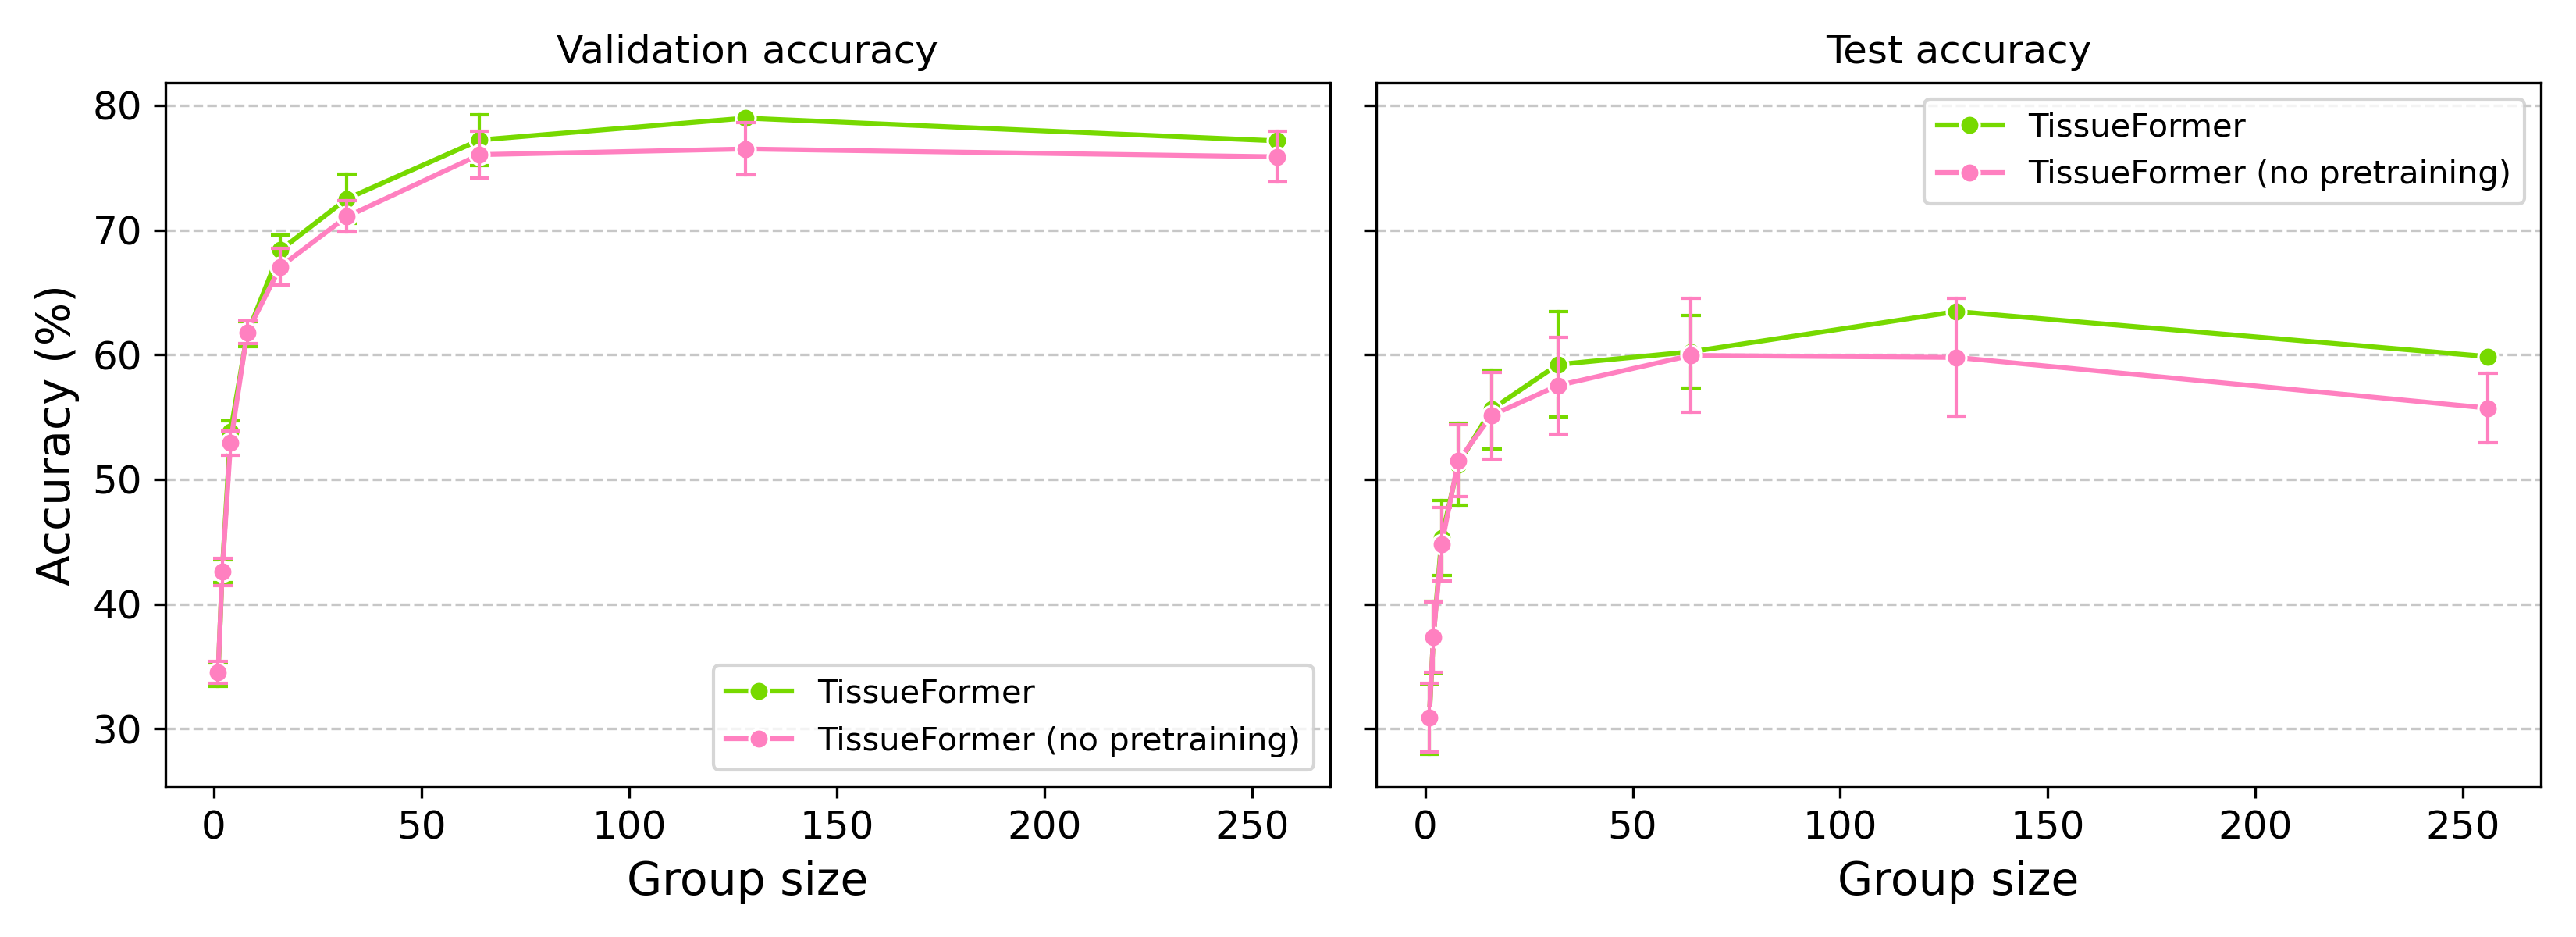 Validation accuracy
Test accuracy
Accuracy (%)
80
70
60
50
40
30
TissueFormer
TissueFormer (no pretraining)
TissueFormer
TissueFormer (no pretraining)
0 50 100 150 200 250
0 50 100 150 200 250
Group size
Group size